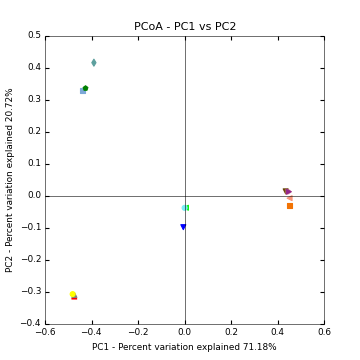 PCoA - PC1 vs PC2
0.5
0.4
0.3
0.2
0.1
0.0
−0.1
−0.2
−0.3
−0.4
−0.6 −0.4 −0.2 0.0 0.2 0.4 0.6
PC2 - Percent variation explained 20.72%
PC1 - Percent variation explained 71.18%